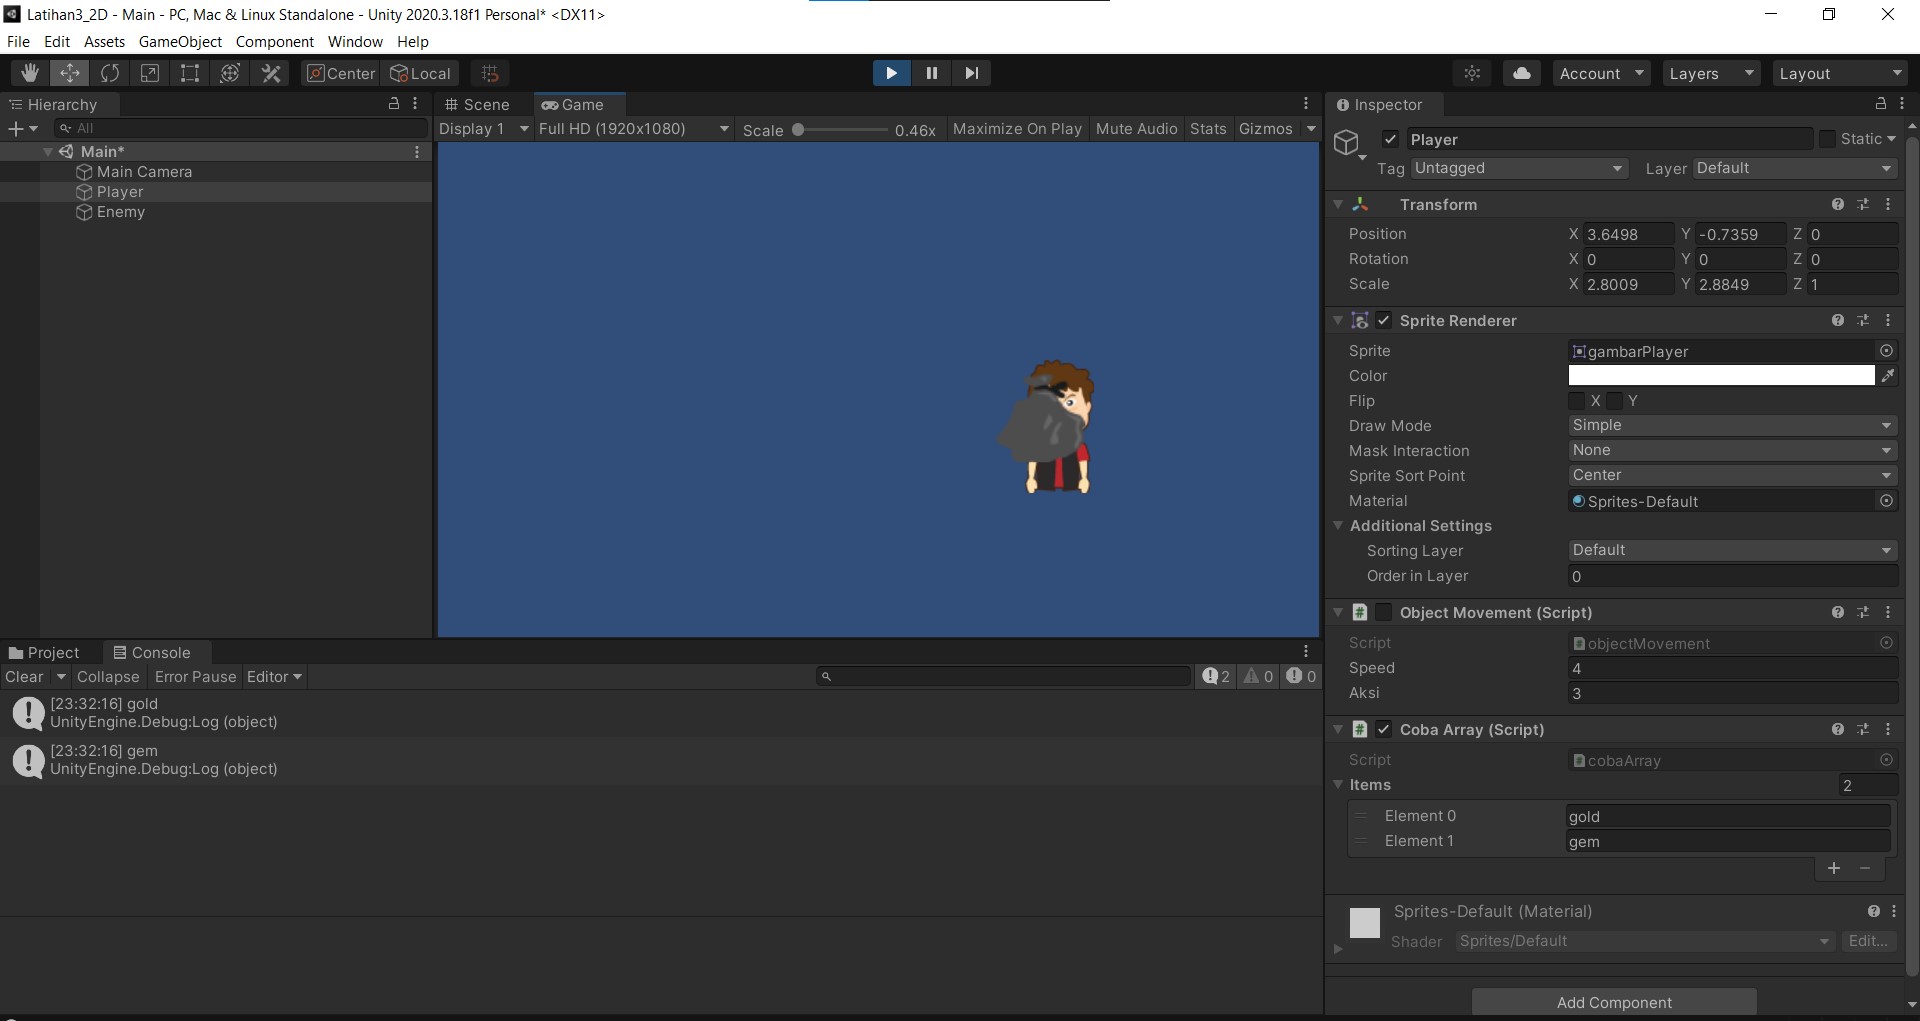 Latihan3_2D - Main - PC, Mac & Linux Standalone - Unity 2020.3.18f1 Personal* <DX11>
File Edit Assets GameObject Component Window Help
Center Local Account Layers Layout
Hierarchy
All
Main*
Main Camera
Player
Enemy
Scene Game
Display 1 Full HD (1920x1080) Scale 0.46x Maximize On Play Mute Audio Stats Gizmos
Project Console
Clear Collapse Error Pause Editor 2 0 0
[23:32:16] gold
UnityEngine.Debug:Log (object)
[23:32:16] gem
UnityEngine.Debug:Log (object)
Inspector
Player Static
Tag Untagged Layer Default
Transform
Position X 3.6498 Y -0.7359 Z 0
Rotation X 0 Y 0 Z 0
Scale X 2.8009 Y 2.8849 Z 1
Sprite Renderer
Sprite gambarPlayer
Color
Flip X Y
Draw Mode Simple
Mask Interaction None
Sprite Sort Point Center
Material Sprites-Default
Additional Settings
Sorting Layer Default
Order in Layer 0
# Object Movement (Script)
Script objectMovement
Speed 4
Aksi 3
# Coba Array (Script)
Script cobaArray
Items 2
Element 0 gold
Element 1 gem
Sprites-Default (Material)
Shader Sprites/Default Edit...
Add Component